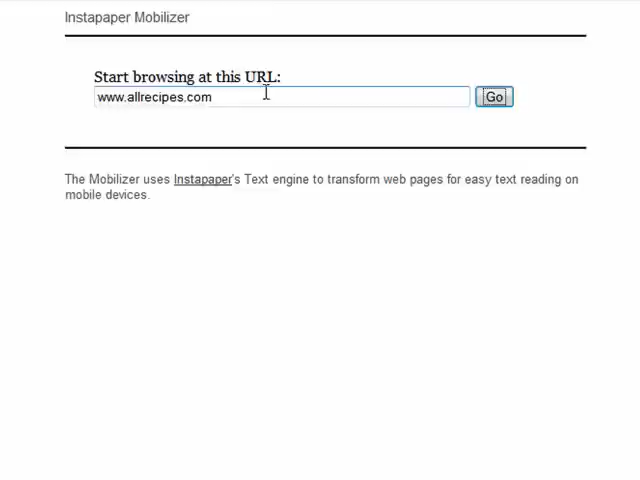 Instapaper Mobilizer
Start browsing at this URL:
www.allrecipes.com Go
The Mobilizer uses Instapaper's Text engine to transform web pages for easy text reading on
mobile devices.